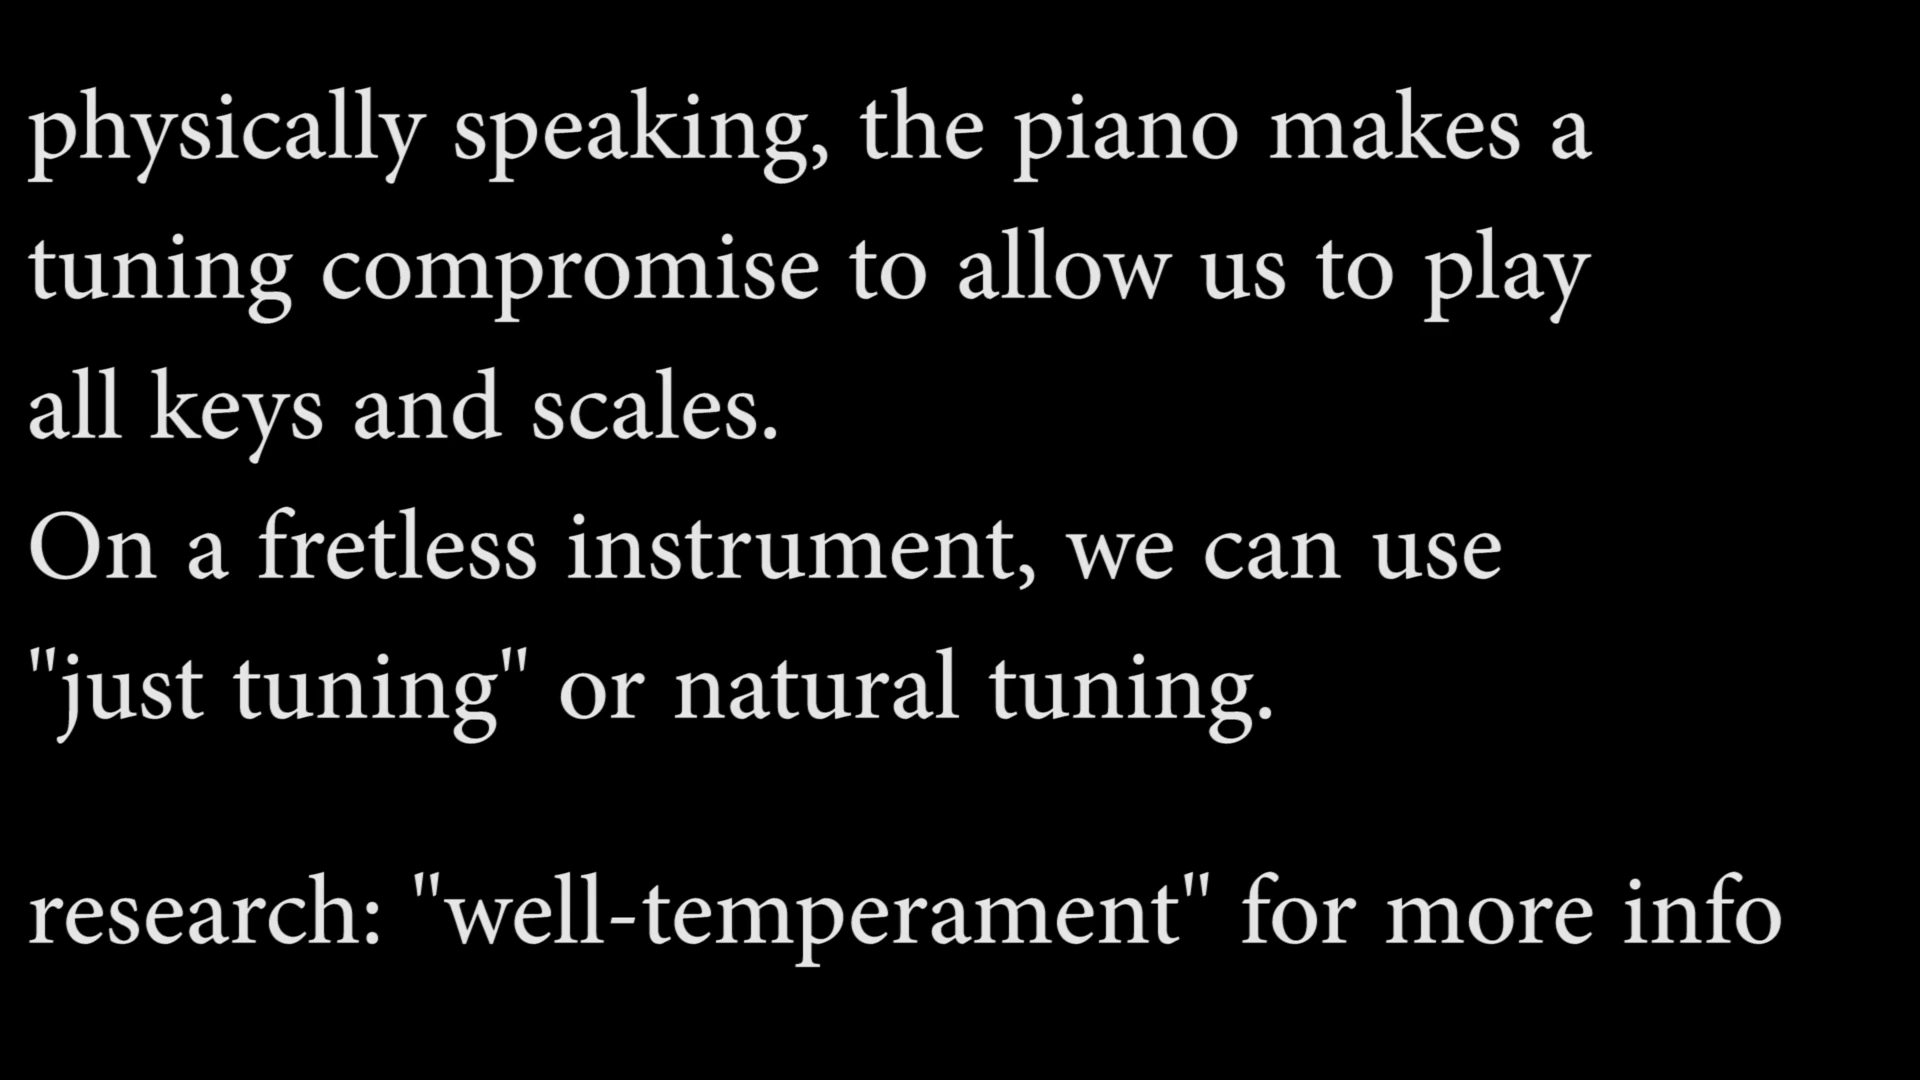 physically speaking, the piano makes a
tuning compromise to allow us to play
all keys and scales.
On a fretless instrument, we can use
"just tuning" or natural tuning.
research: "well-temperament" for more info